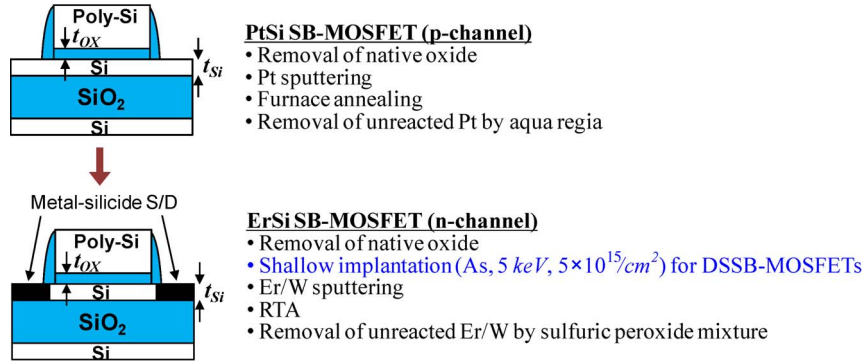 Poly-Si
tOX
Si
tSi
SiO2
Si
PtSi SB-MOSFET (p-channel)
• Removal of native oxide
• Pt sputtering
• Furnace annealing
• Removal of unreacted Pt by aqua regia
Metal-silicide S/D
Poly-Si
tOX
Si
tSi
SiO2
Si
ErSi SB-MOSFET (n-channel)
• Removal of native oxide
• Shallow implantation (As, 5 keV, 5×10^15/cm^2) for DSSB-MOSFETs
• Er/W sputtering
• RTA
• Removal of unreacted Er/W by sulfuric peroxide mixture